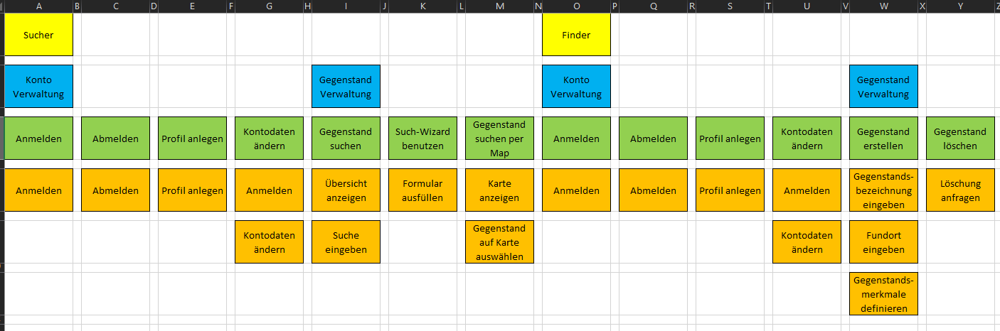 A B C D E F G H I J K L M N O P Q R S T U V W X Y Z
Sucher
Finder
Konto
Verwaltung
Gegenstand
Verwaltung
Konto
Verwaltung
Gegenstand
Verwaltung
Anmelden
Abmelden
Profil anlegen
Kontodaten
ändern
Gegenstand
suchen
Such-Wizard
benutzen
Gegenstand
suchen per
Map
Anmelden
Abmelden
Profil anlegen
Kontodaten
ändern
Gegenstand
erstellen
Gegenstand
löschen
Anmelden
Abmelden
Profil anlegen
Anmelden
Übersicht
anzeigen
Formular
ausfüllen
Karte
anzeigen
Anmelden
Abmelden
Profil anlegen
Anmelden
Gegenstands-
bezeichnung
eingeben
Löschung
anfragen
Kontodaten
ändern
Suche
eingeben
Gegenstand
auf Karte
auswählen
Kontodaten
ändern
Fundort
eingeben
Gegenstands-
merkmale
definieren